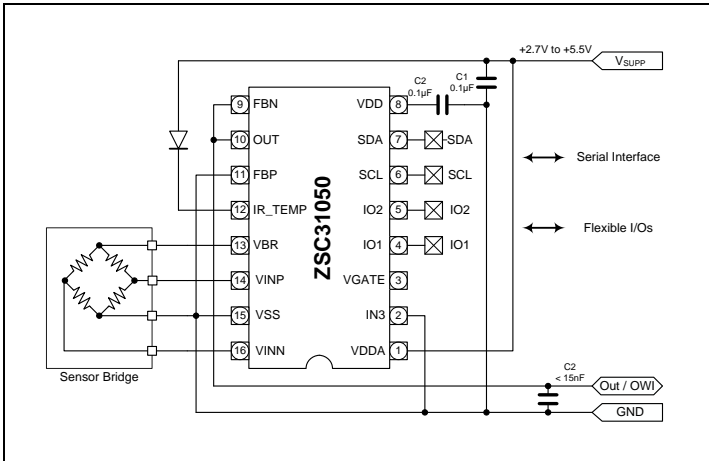 +2.7V to +5.5V
VSUPP
C2
0.1µF
C1
0.1µF
9 FBN
VDD 8
10 OUT
SDA 7
SDA
11 FBP
SCL 6
SCL
12 IR_TEMP
IO2 5
IO2
13 VBR
IO1 4
IO1
14 VINP
VGATE 3
15 VSS
IN3 2
16 VINN
VDDA 1
ZSC31050
Serial Interface
Flexible I/Os
Sensor Bridge
C2
< 15nF
Out / OWI
GND